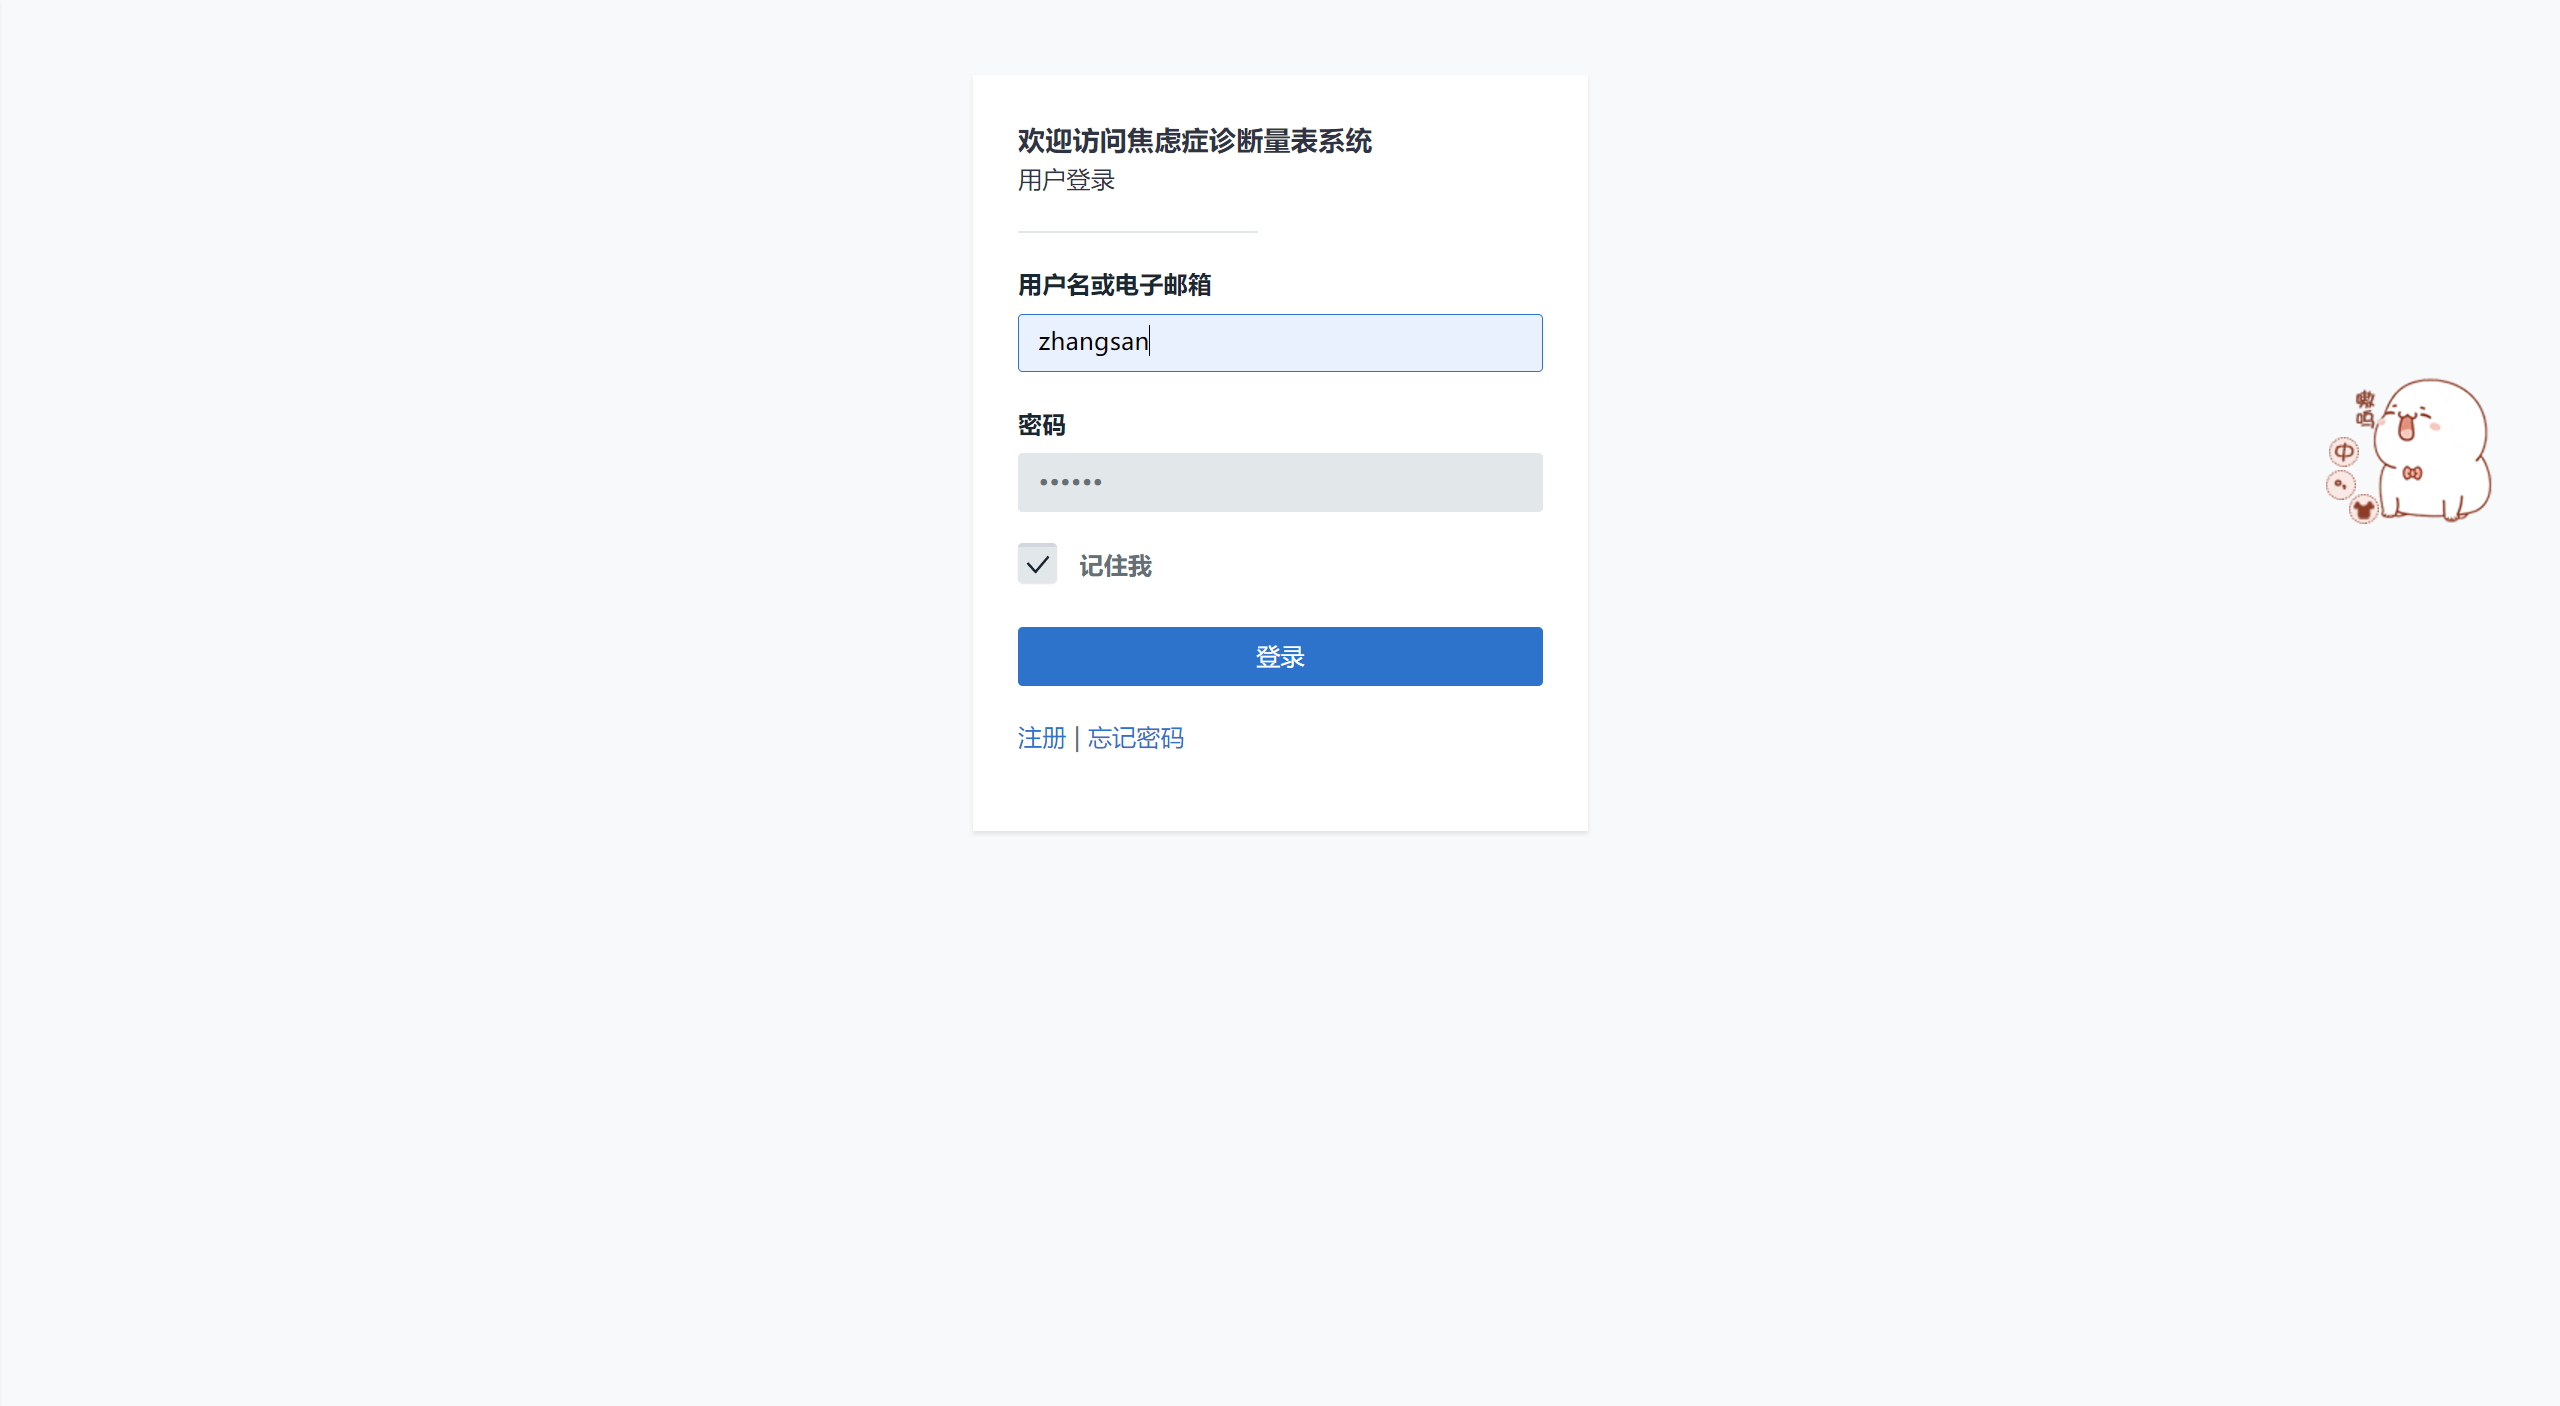 欢迎访问焦虑症诊断量表系统
用户登录
用户名或电子邮箱
zhangsan
密码
••••••
记住我
登录
注册 | 忘记密码
嗷呜
中